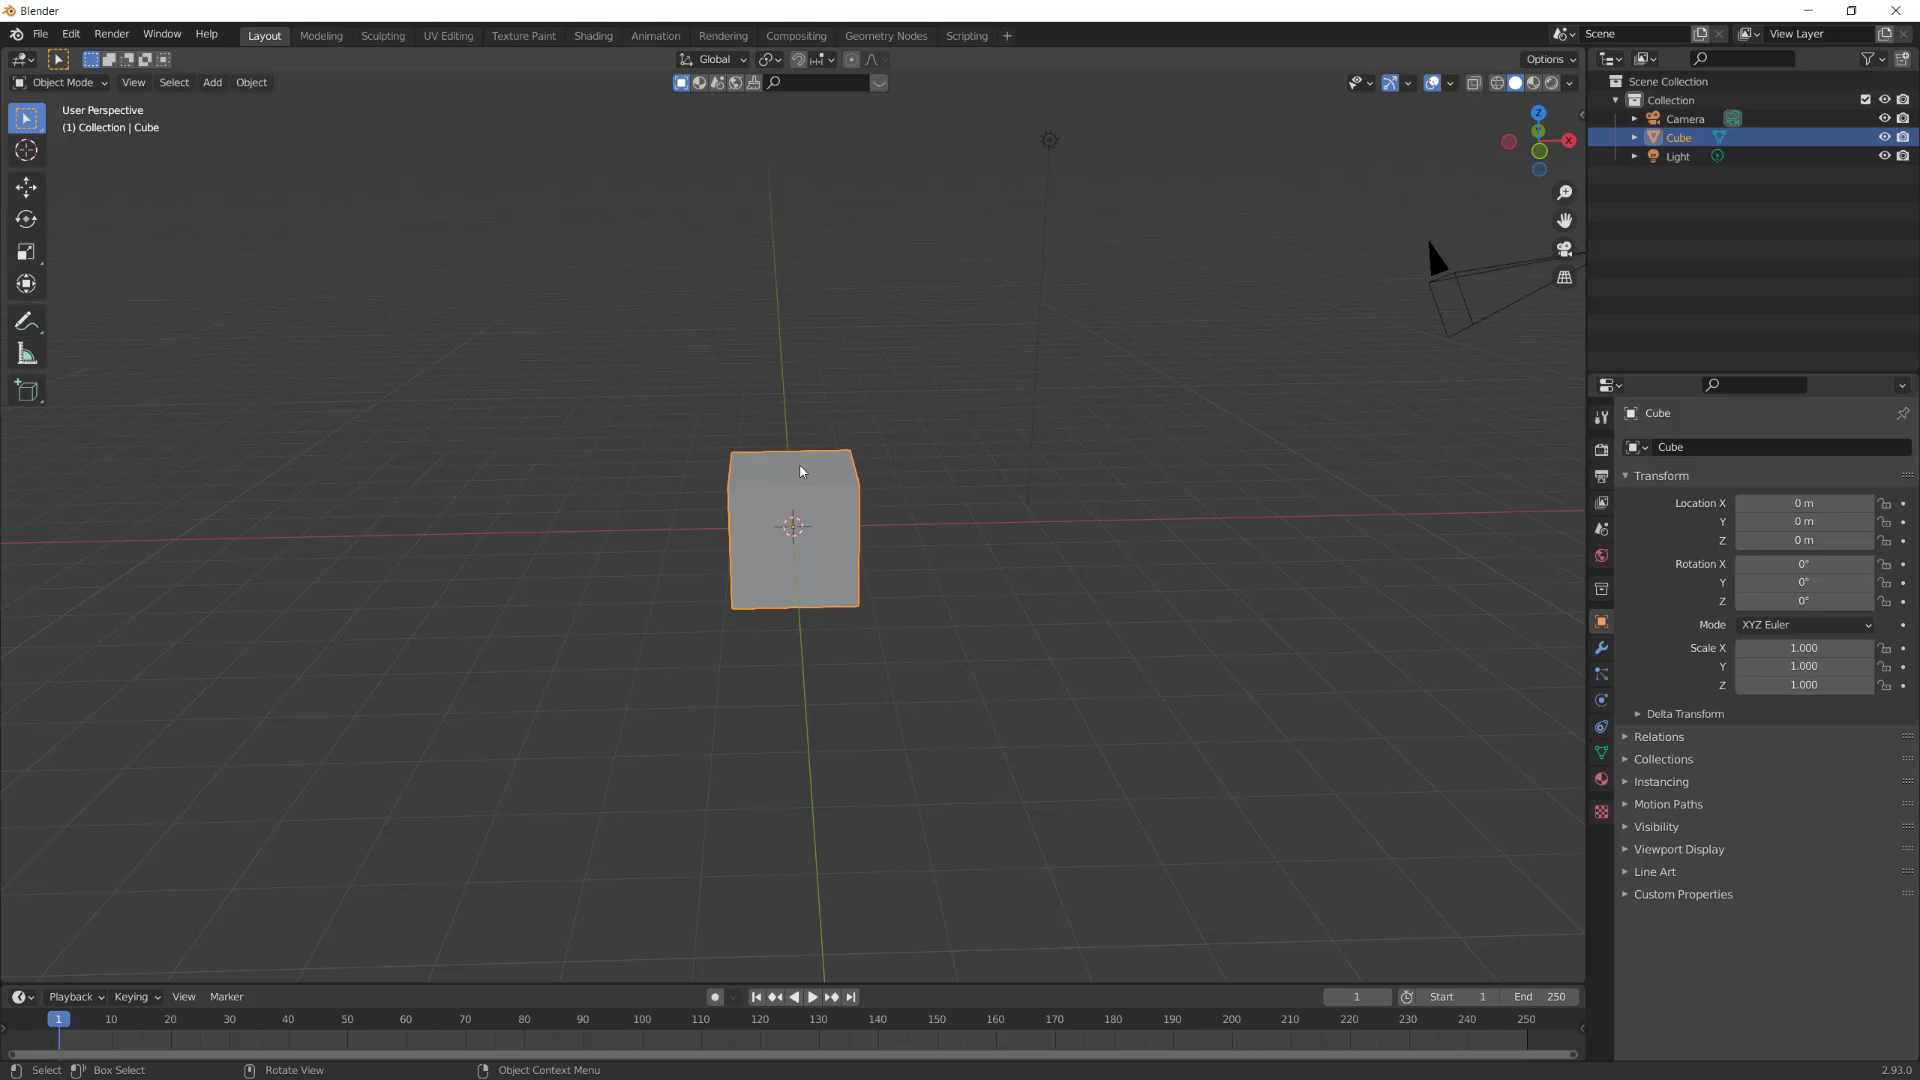 Blender
File Edit Render Window Help Layout Modeling Sculpting UV Editing Texture Paint Shading Animation Rendering Compositing Geometry Nodes Scripting + Scene View Layer
Global Options
Object Mode View Select Add Object
User Perspective
(1) Collection | Cube
Z
X
Scene Collection
Collection
Camera
Cube
Light
Cube
Cube
Transform
Location X 0 m
Y 0 m
Z 0 m
Rotation X 0°
Y 0°
Z 0°
Mode XYZ Euler
Scale X 1.000
Y 1.000
Z 1.000
Delta Transform
Relations
Collections
Instancing
Motion Paths
Visibility
Viewport Display
Line Art
Custom Properties
Playback Keying View Marker 1 Start 1 End 250
1 10 20 30 40 50 60 70 80 90 100 110 120 130 140 150 160 170 180 190 200 210 220 230 240 250
Select Box Select Rotate View Object Context Menu 2.93.0